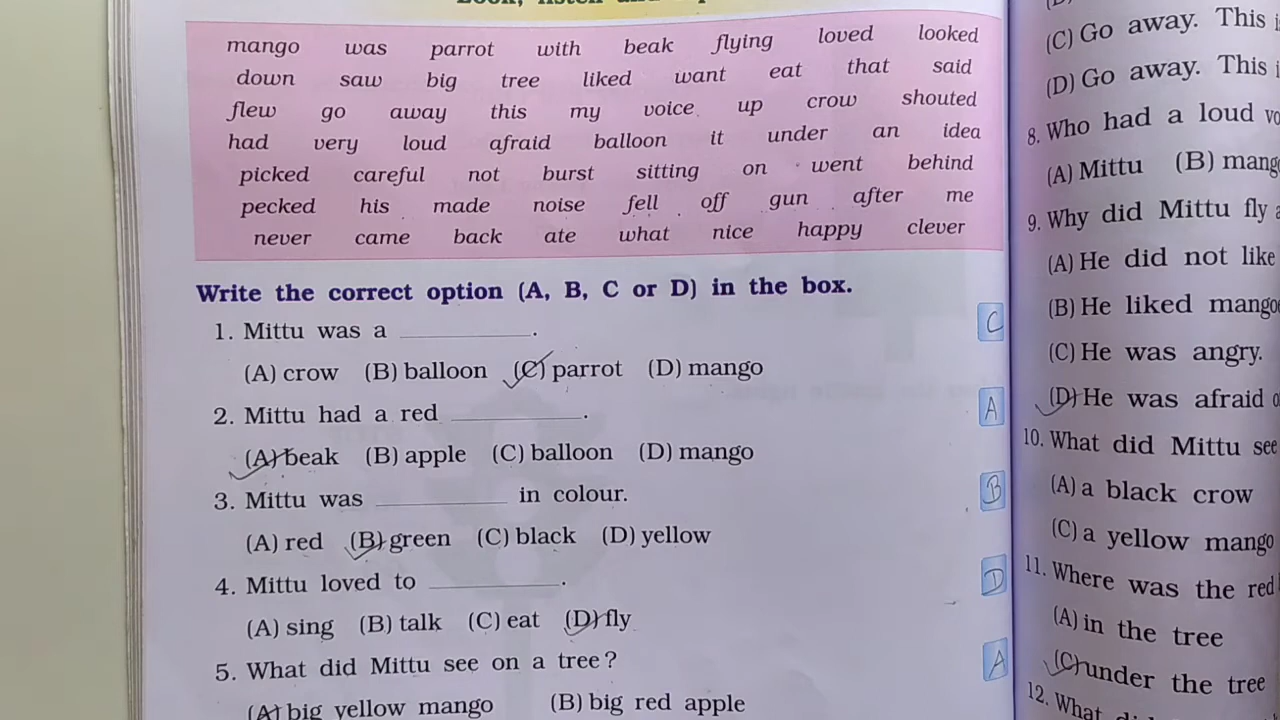 mango was parrot with beak flying loved looked
down saw big tree liked want eat that said
flew go away this my voice up crow shouted
had very loud afraid balloon it under an idea
picked careful not burst sitting on went behind
pecked his made noise fell off gun after me
never came back ate what nice happy clever
Write the correct option (A, B, C or D) in the box.
1. Mittu was a ________. C
(A) crow (B) balloon (C) parrot (D) mango
2. Mittu had a red ________. A
(A) beak (B) apple (C) balloon (D) mango
3. Mittu was ________ in colour. B
(A) red (B) green (C) black (D) yellow
4. Mittu loved to ________. D
(A) sing (B) talk (C) eat (D) fly
5. What did Mittu see on a tree? A
(A) big yellow mango (B) big red apple
(C) Go away. This
(D) Go away. This
8. Who had a loud
(A) Mittu (B)
9. Why did Mittu fly
(A) He did not like
(B) He liked
(C) He was angry.
(D) He was afraid
10. What did Mittu see
(A) a black crow
(C) a yellow mango
11. Where was the red
(A) in the tree
(C) under the tree
12. What